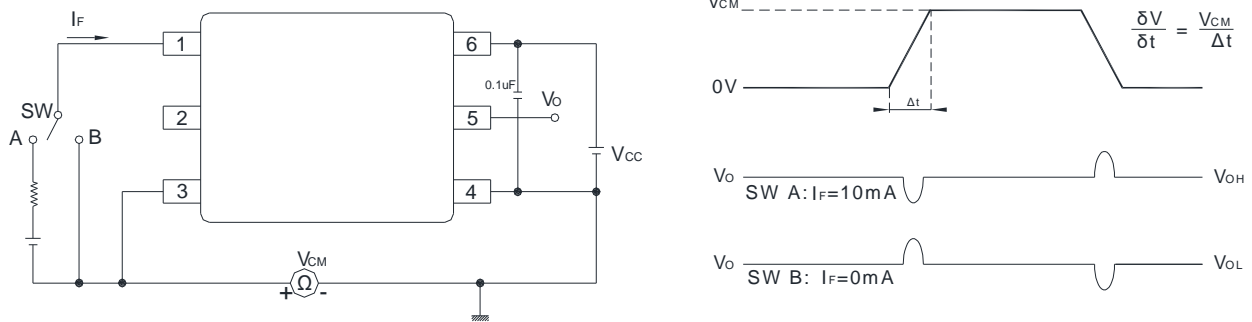 IF
1
2
3
6
5
4
0.1uF
VO
VCC
SW
A
B
VCM
Ω
+ -
VCM
0V
Δt
δV/δt = VCM/Δt
VO
SW A: IF=10mA
VOH
VO
SW B: IF=0mA
VOL